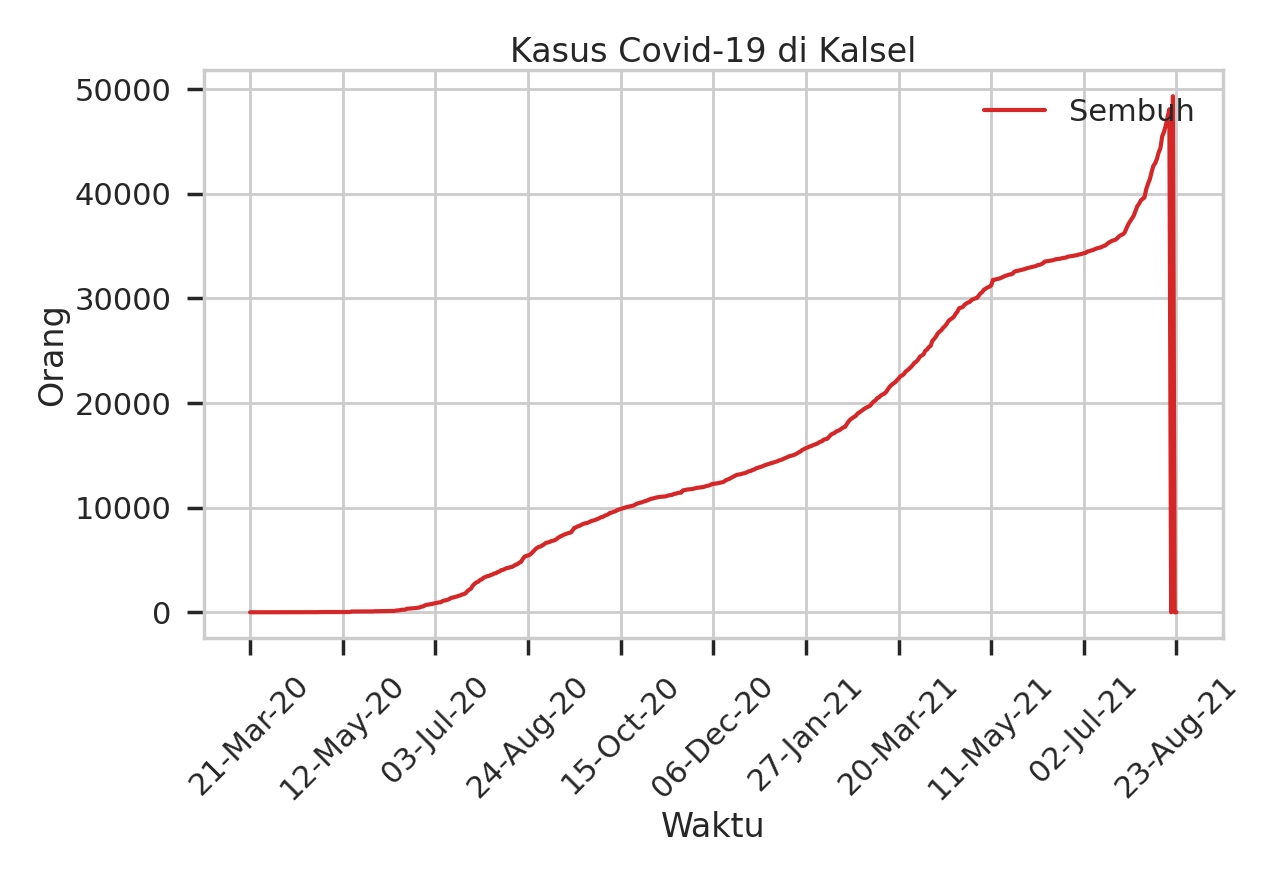 Kasus Covid-19 di Kalsel
Sembuh
Orang
50000
40000
30000
20000
10000
0
21-Mar-20
12-May-20
03-Jul-20
24-Aug-20
15-Oct-20
06-Dec-20
27-Jan-21
20-Mar-21
11-May-21
02-Jul-21
23-Aug-21
Waktu